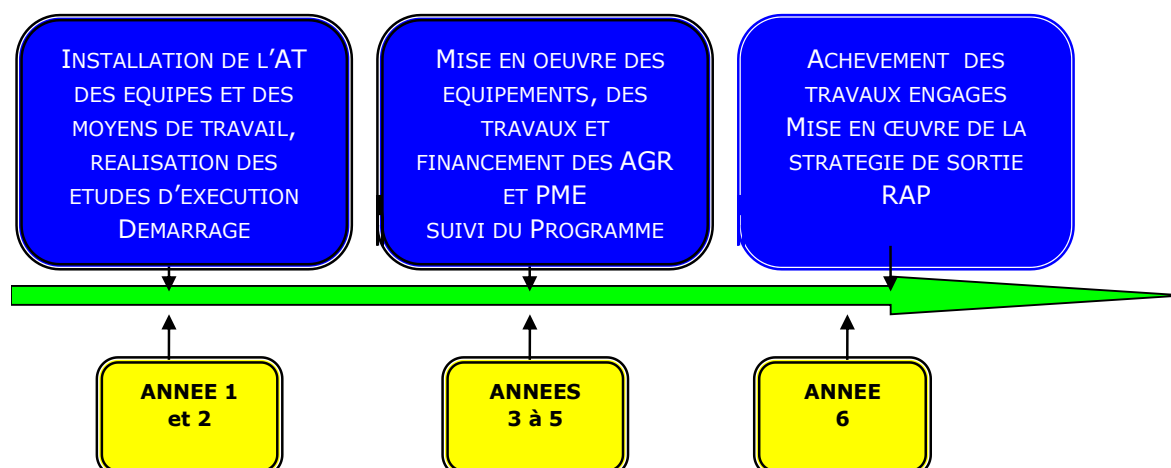 INSTALLATION DE L'AT
DES EQUIPES ET DES
MOYENS DE TRAVAIL,
REALISATION DES
ETUDES D'EXECUTION
DEMARRAGE
MISE EN OEUVRE DES
EQUIPEMENTS, DES
TRAVAUX ET
FINANCEMENT DES AGR
ET PME
SUIVI DU PROGRAMME
ACHEVEMENT DES
TRAVAUX ENGAGES
MISE EN ŒUVRE DE LA
STRATEGIE DE SORTIE
RAP
ANNEE 1
et 2
ANNEES
3 à 5
ANNEE
6